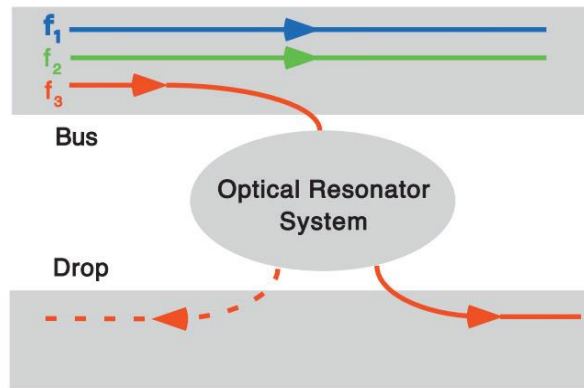 f₁
f₂
f₃
Bus
Optical Resonator
System
Drop